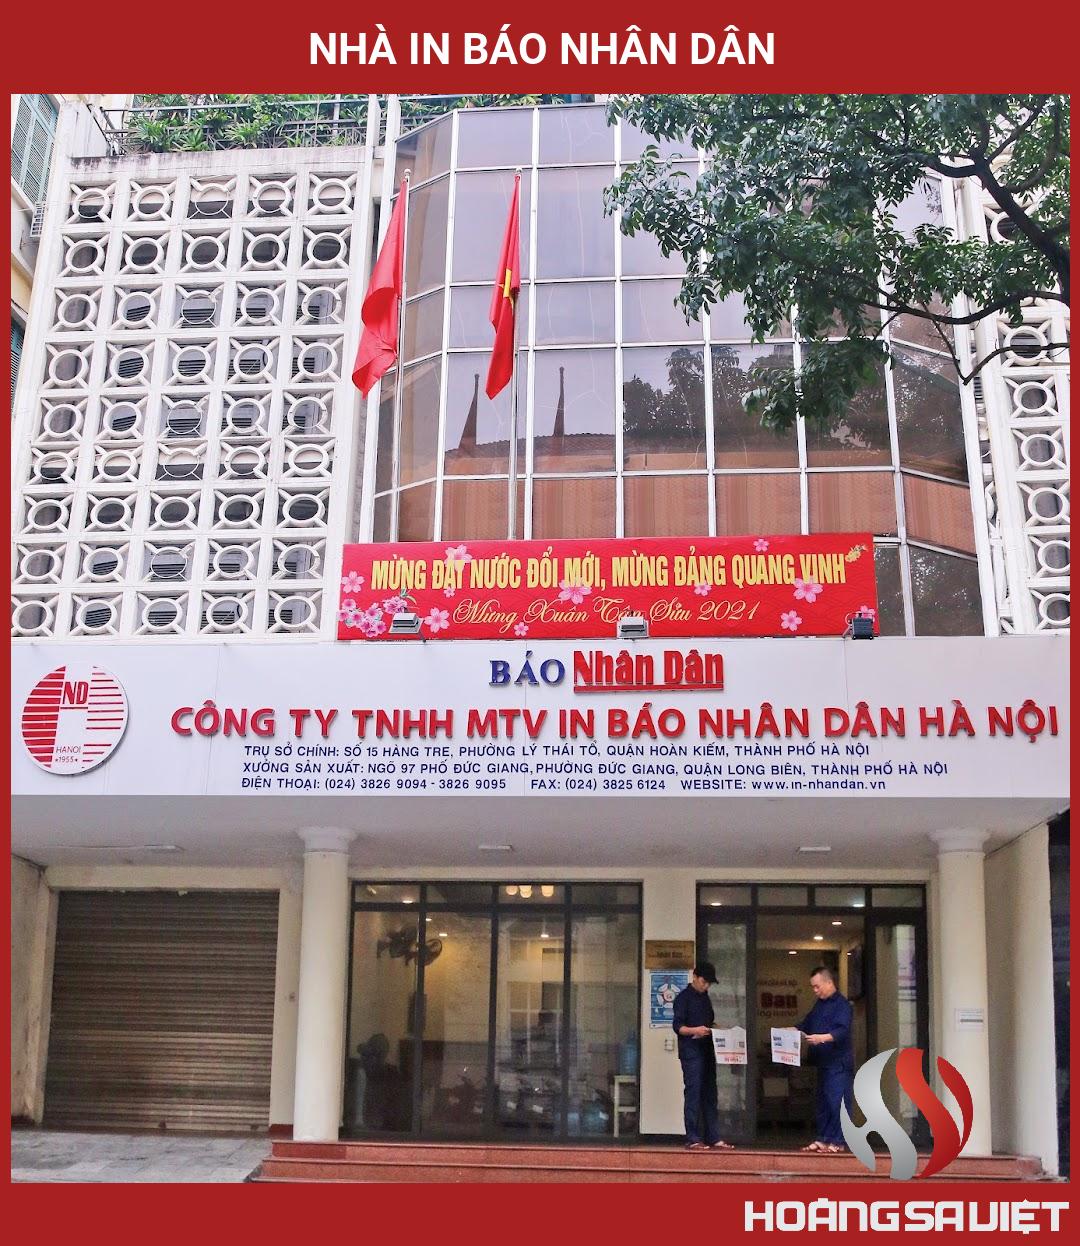 NHÀ IN BÁO NHÂN DÂN
MỪNG ĐẤT NƯỚC ĐỔI MỚI, MỪNG ĐẢNG QUANG VINH
Mừng Xuân Tân Sửu 2021
BÁO Nhân Dân
ND
HANOI
*1955*
CÔNG TY TNHH MTV IN BÁO NHÂN DÂN HÀ NỘI
TRỤ SỞ CHÍNH: SỐ 15 HÀNG TRE, PHƯỜNG LÝ THÁI TỔ, QUẬN HOÀN KIẾM, THÀNH PHỐ HÀ NỘI
XƯỞNG SẢN XUẤT: NGÕ 97 PHỐ ĐỨC GIANG, PHƯỜNG ĐỨC GIANG, QUẬN LONG BIÊN, THÀNH PHỐ HÀ NỘI
ĐIỆN THOẠI: (024) 3826 9094 - 3826 9095 FAX: (024) 3825 6124 WEBSITE: www.in-nhandan.vn
Nhân Dân
HOÀNG SA VIỆT